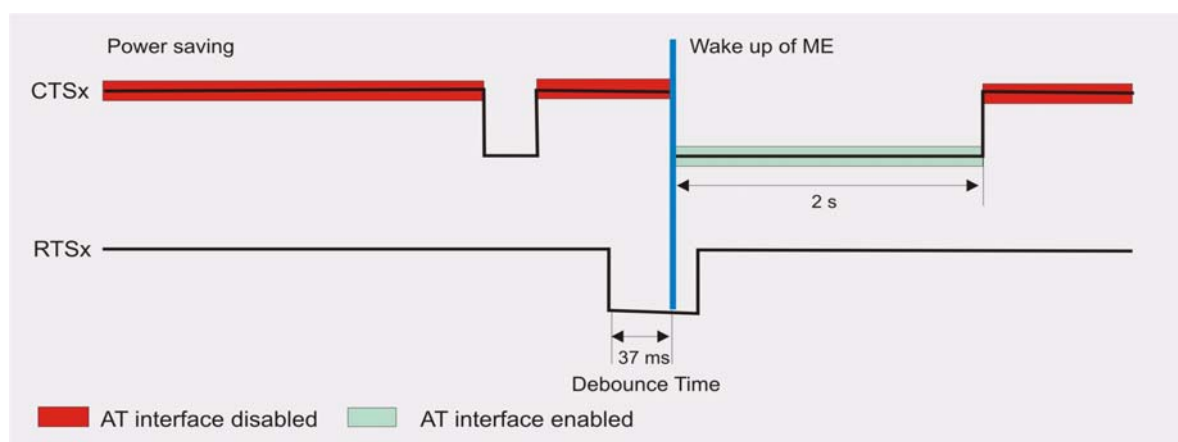 Power saving
Wake up of ME
CTSx
2 s
RTSx
37 ms
Debounce Time
AT interface disabled
AT interface enabled